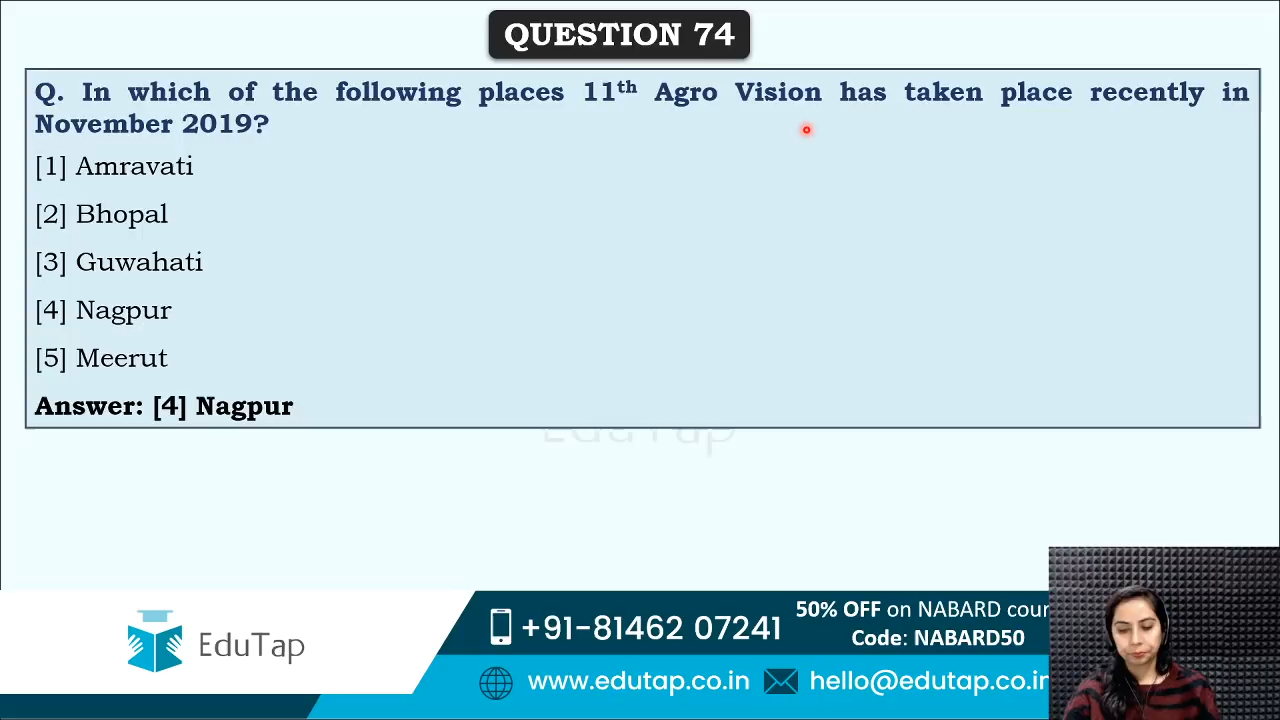 QUESTION 74
Q. In which of the following places 11th Agro Vision has taken place recently in
November 2019?
[1] Amravati
[2] Bhopal
[3] Guwahati
[4] Nagpur
[5] Meerut
Answer: [4] Nagpur
EduTap
EduTap
+91-81462 07241
50% OFF on NABARD cour
Code: NABARD50
www.edutap.co.in
hello@edutap.co.in